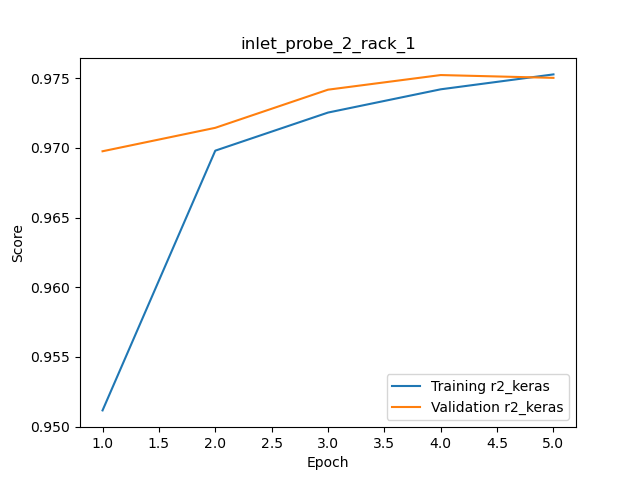 inlet_probe_2_rack_1
0.975
0.970
0.965
0.960
0.955
0.950
Score
Training r2_keras
Validation r2_keras
1.0 1.5 2.0 2.5 3.0 3.5 4.0 4.5 5.0
Epoch